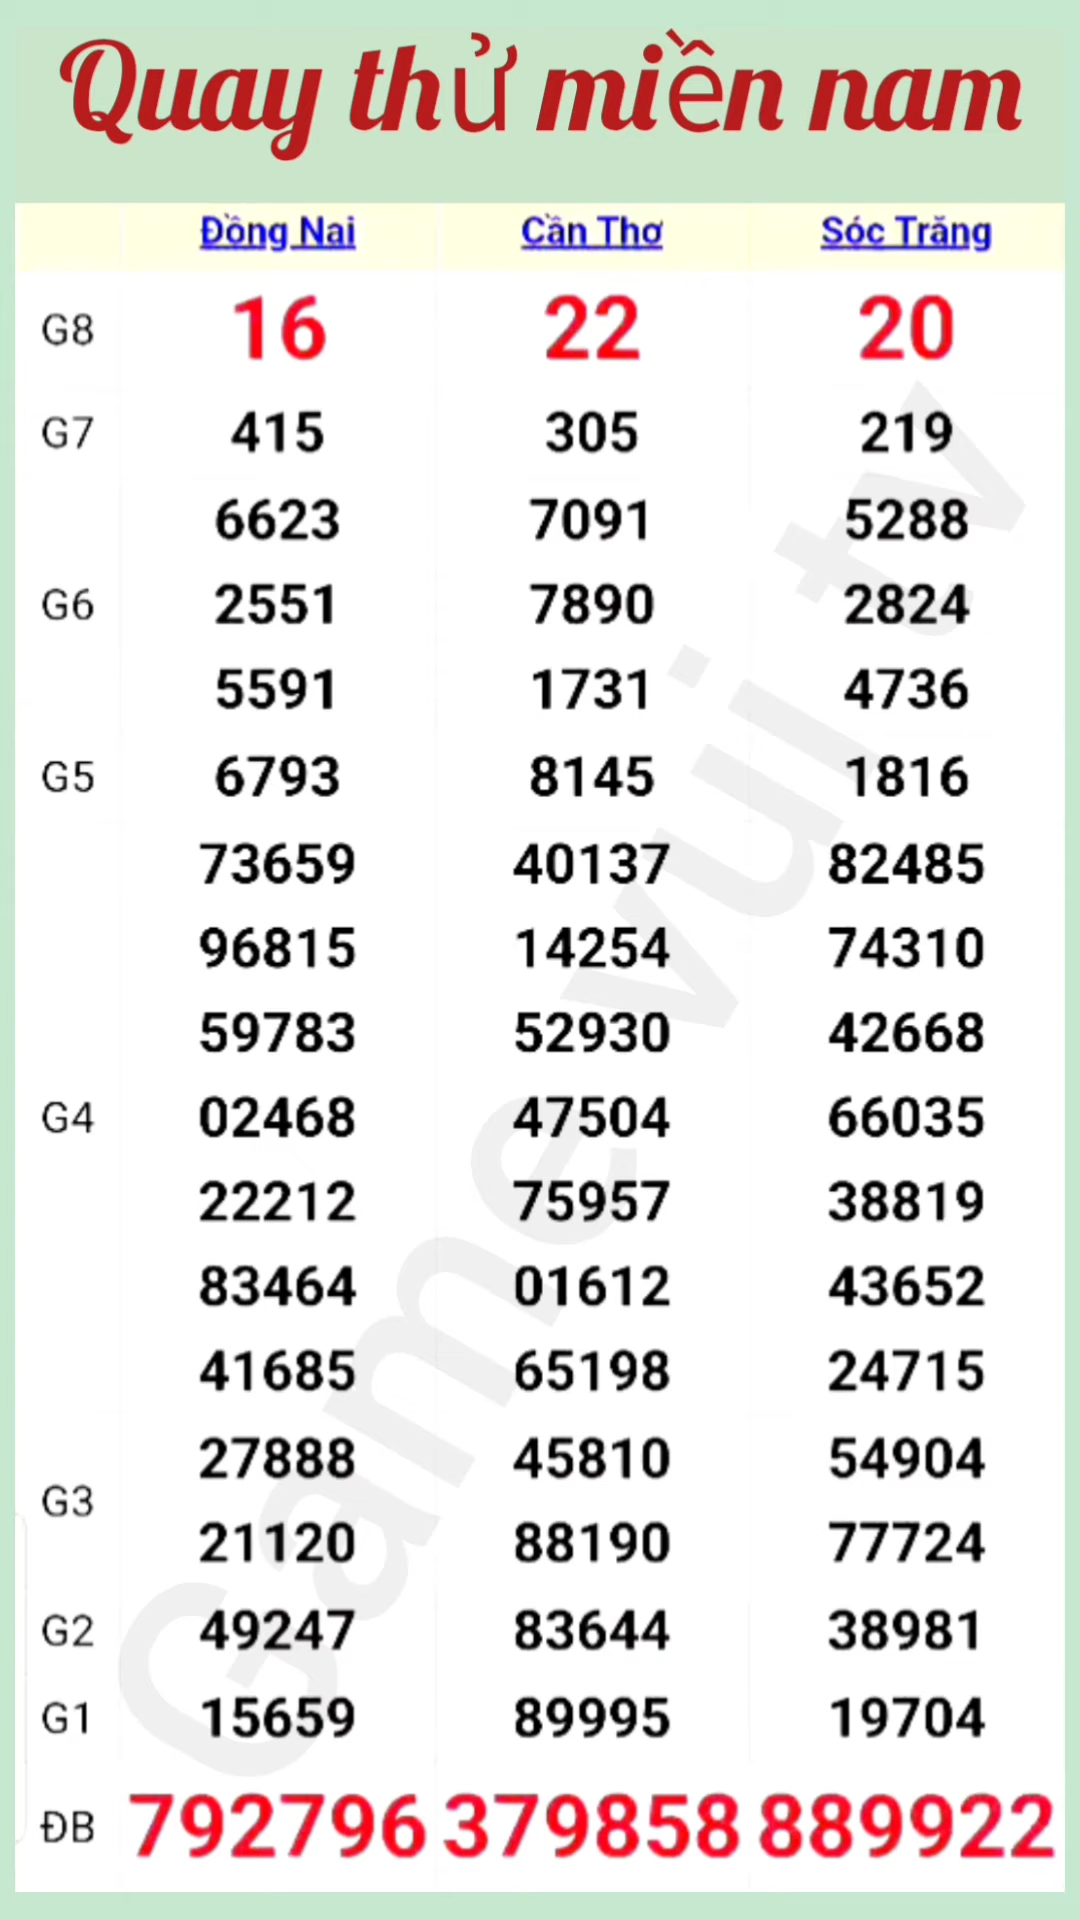 Quay thử miền nam
Đồng Nai Cần Thơ Sóc Trăng
G8 16 22 20
G7 415 305 219
6623 7091 5288
G6 2551 7890 2824
5591 1731 4736
G5 6793 8145 1816
73659 40137 82485
96815 14254 74310
59783 52930 42668
G4 02468 47504 66035
22212 75957 38819
83464 01612 43652
41685 65198 24715
27888 45810 54904
G3
21120 88190 77724
G2 49247 83644 38981
G1 15659 89995 19704
ĐB 792796 379858 889922
Game vui tv